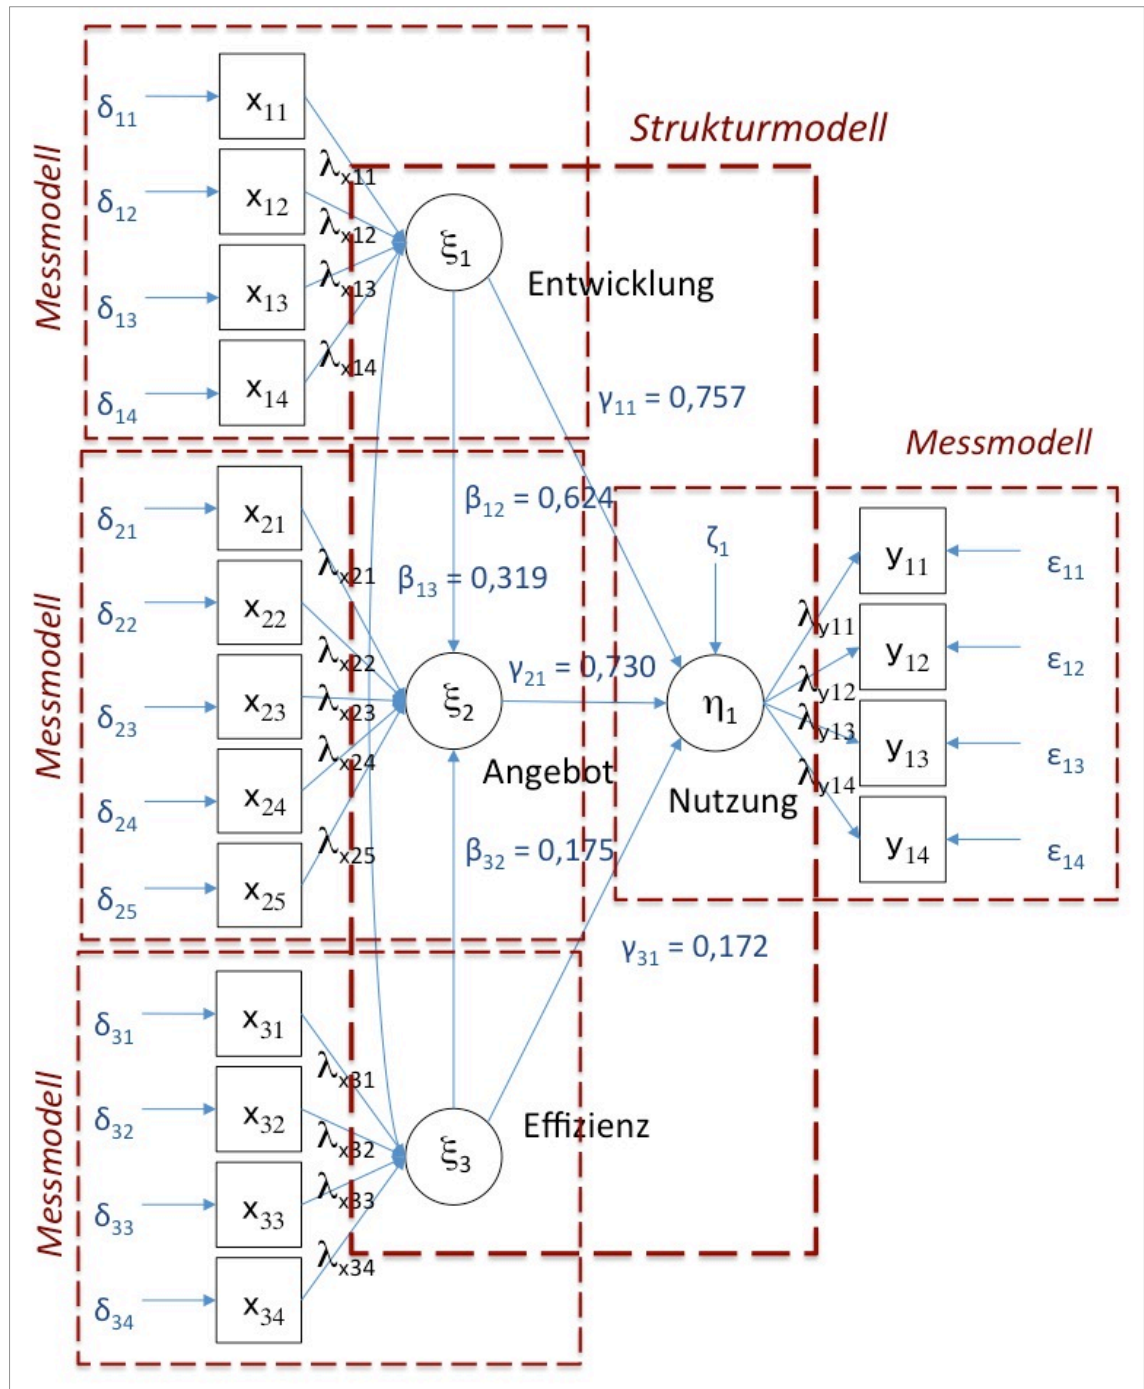 Strukturmodell
Messmodell
δ₁₁ x₁₁ λx11
δ₁₂ x₁₂ λx12
δ₁₃ x₁₃ λx13
δ₁₄ x₁₄ λx14
ξ₁
Entwicklung
γ₁₁ = 0,757
Messmodell
δ₂₁ x₂₁ λx21
δ₂₂ x₂₂ λx22
δ₂₃ x₂₃ λx23
δ₂₄ x₂₄ λx24
δ₂₅ x₂₅ λx25
β₁₂ = 0,624
β₁₃ = 0,319
γ₂₁ = 0,730
ξ₂
Angebot
β₃₂ = 0,175
Messmodell
ζ₁
η₁
Nutzung
λy11 y₁₁ ε₁₁
λy12 y₁₂ ε₁₂
λy13 y₁₃ ε₁₃
λy14 y₁₄ ε₁₄
γ₃₁ = 0,172
Messmodell
δ₃₁ x₃₁ λx31
δ₃₂ x₃₂ λx32
δ₃₃ x₃₃ λx33
δ₃₄ x₃₄ λx34
ξ₃
Effizienz